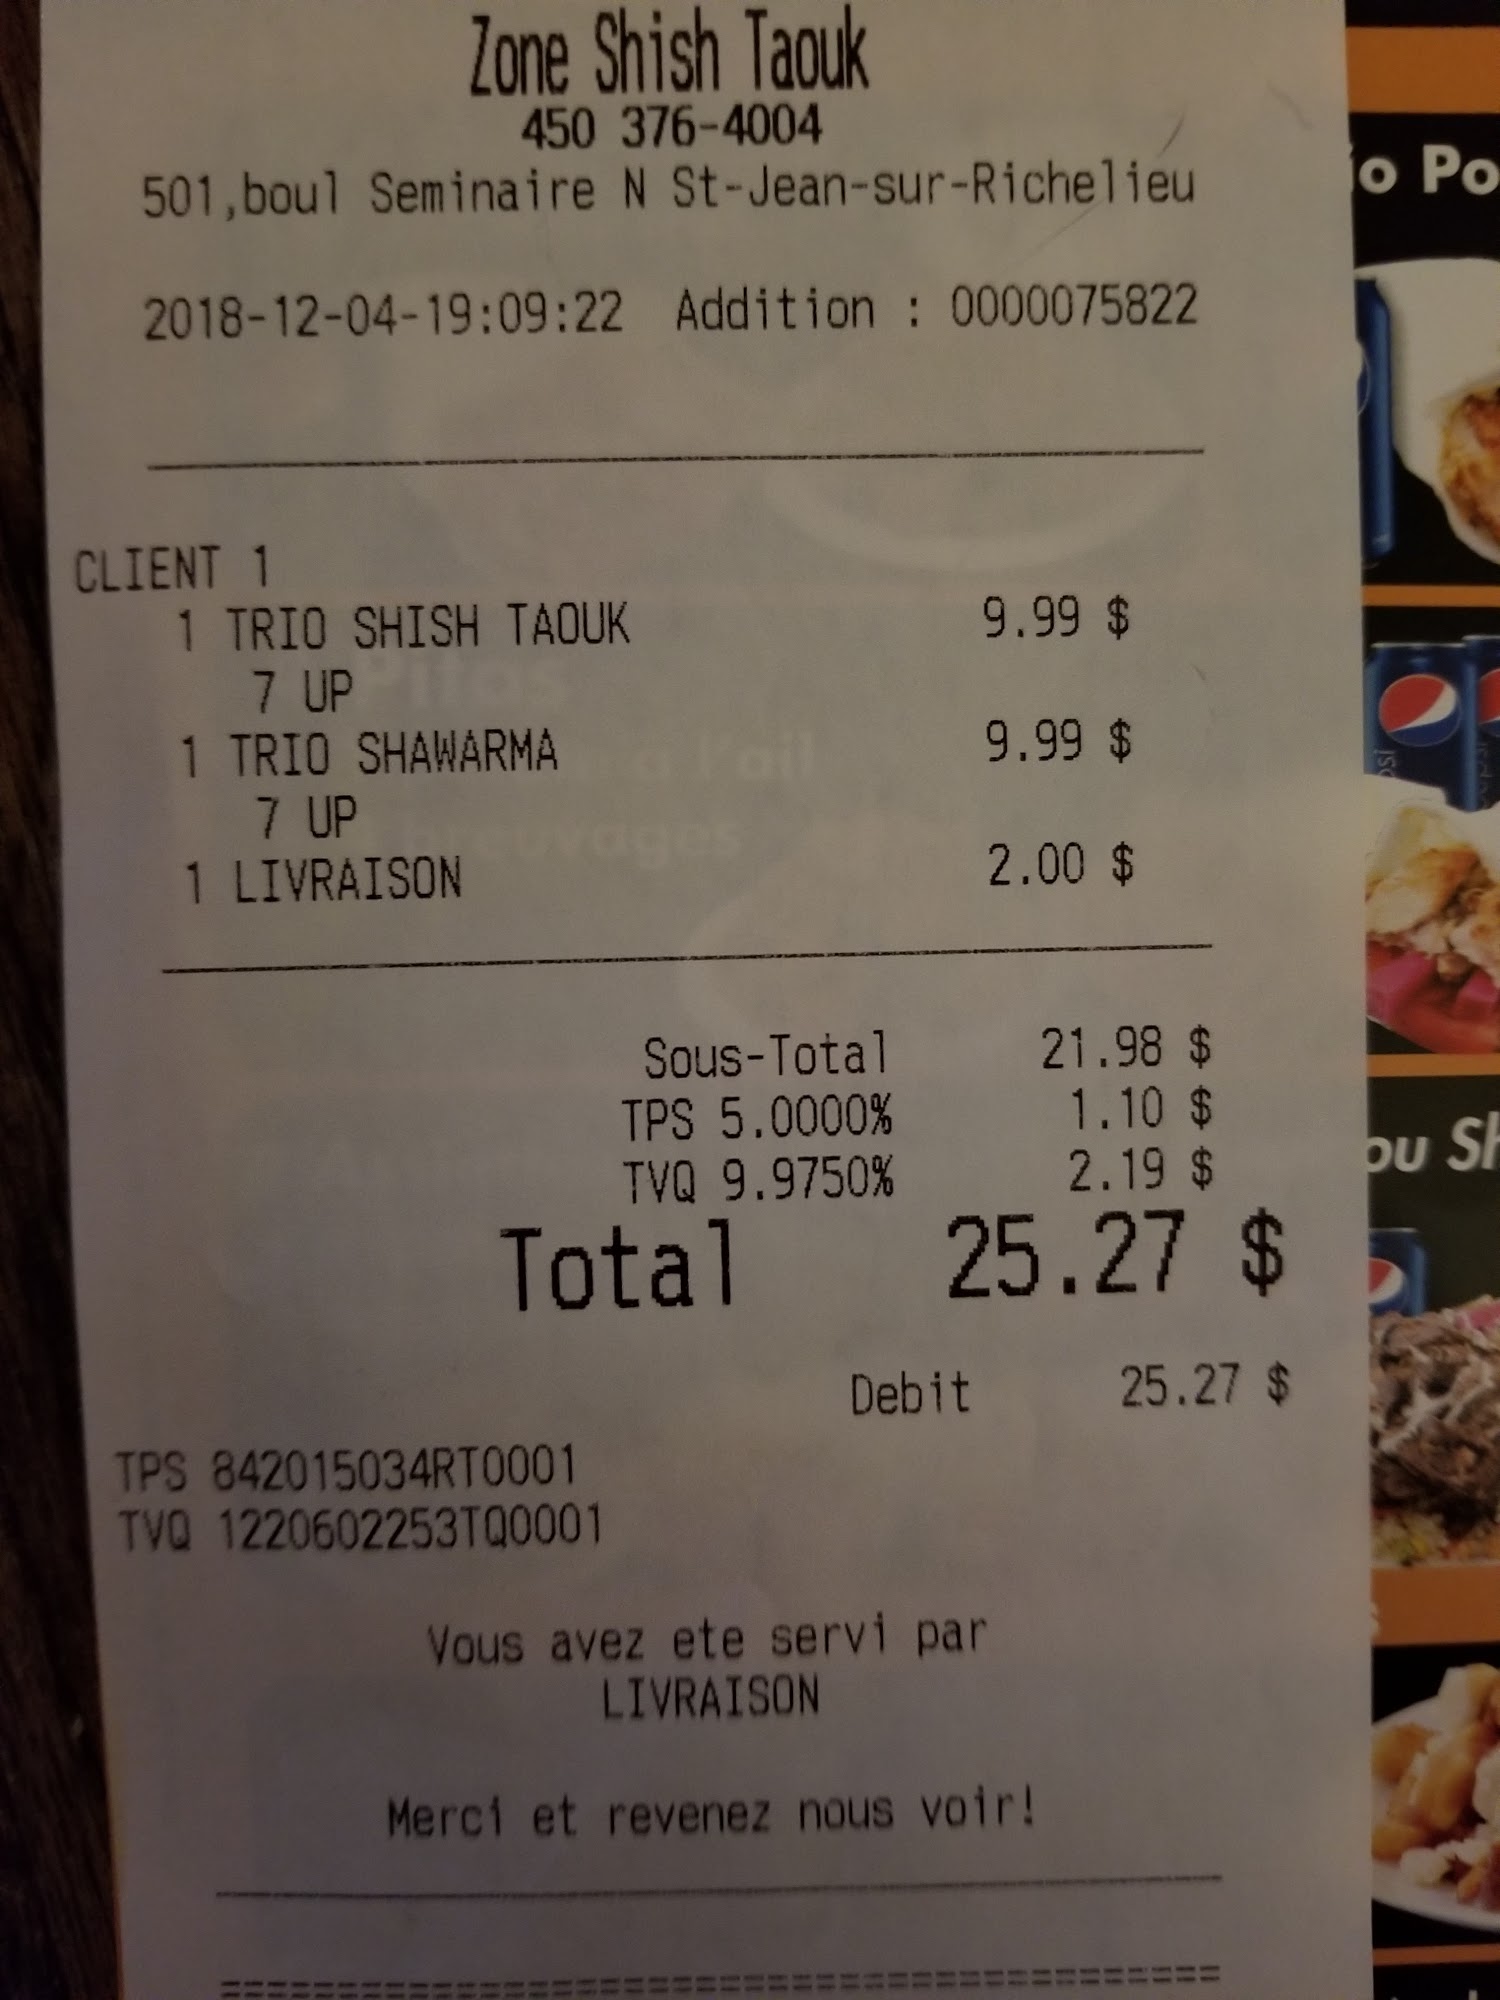 Zone Shish Taouk
450 376-4004
501,boul Seminaire N St-Jean-sur-Richelieu
2018-12-04-19:09:22 Addition : 0000075822
CLIENT 1
1 TRIO SHISH TAOUK 9.99 $
7 UP
1 TRIO SHAWARMA 9.99 $
7 UP
1 LIVRAISON 2.00 $
Sous-Total 21.98 $
TPS 5.0000% 1.10 $
TVQ 9.9750% 2.19 $
Total 25.27 $
Debit 25.27 $
TPS 842015034RT0001
TVQ 1220602253TQ0001
Vous avez ete servi par
LIVRAISON
Merci et revenez nous voir!
Pitas
a l'ail
breuvages